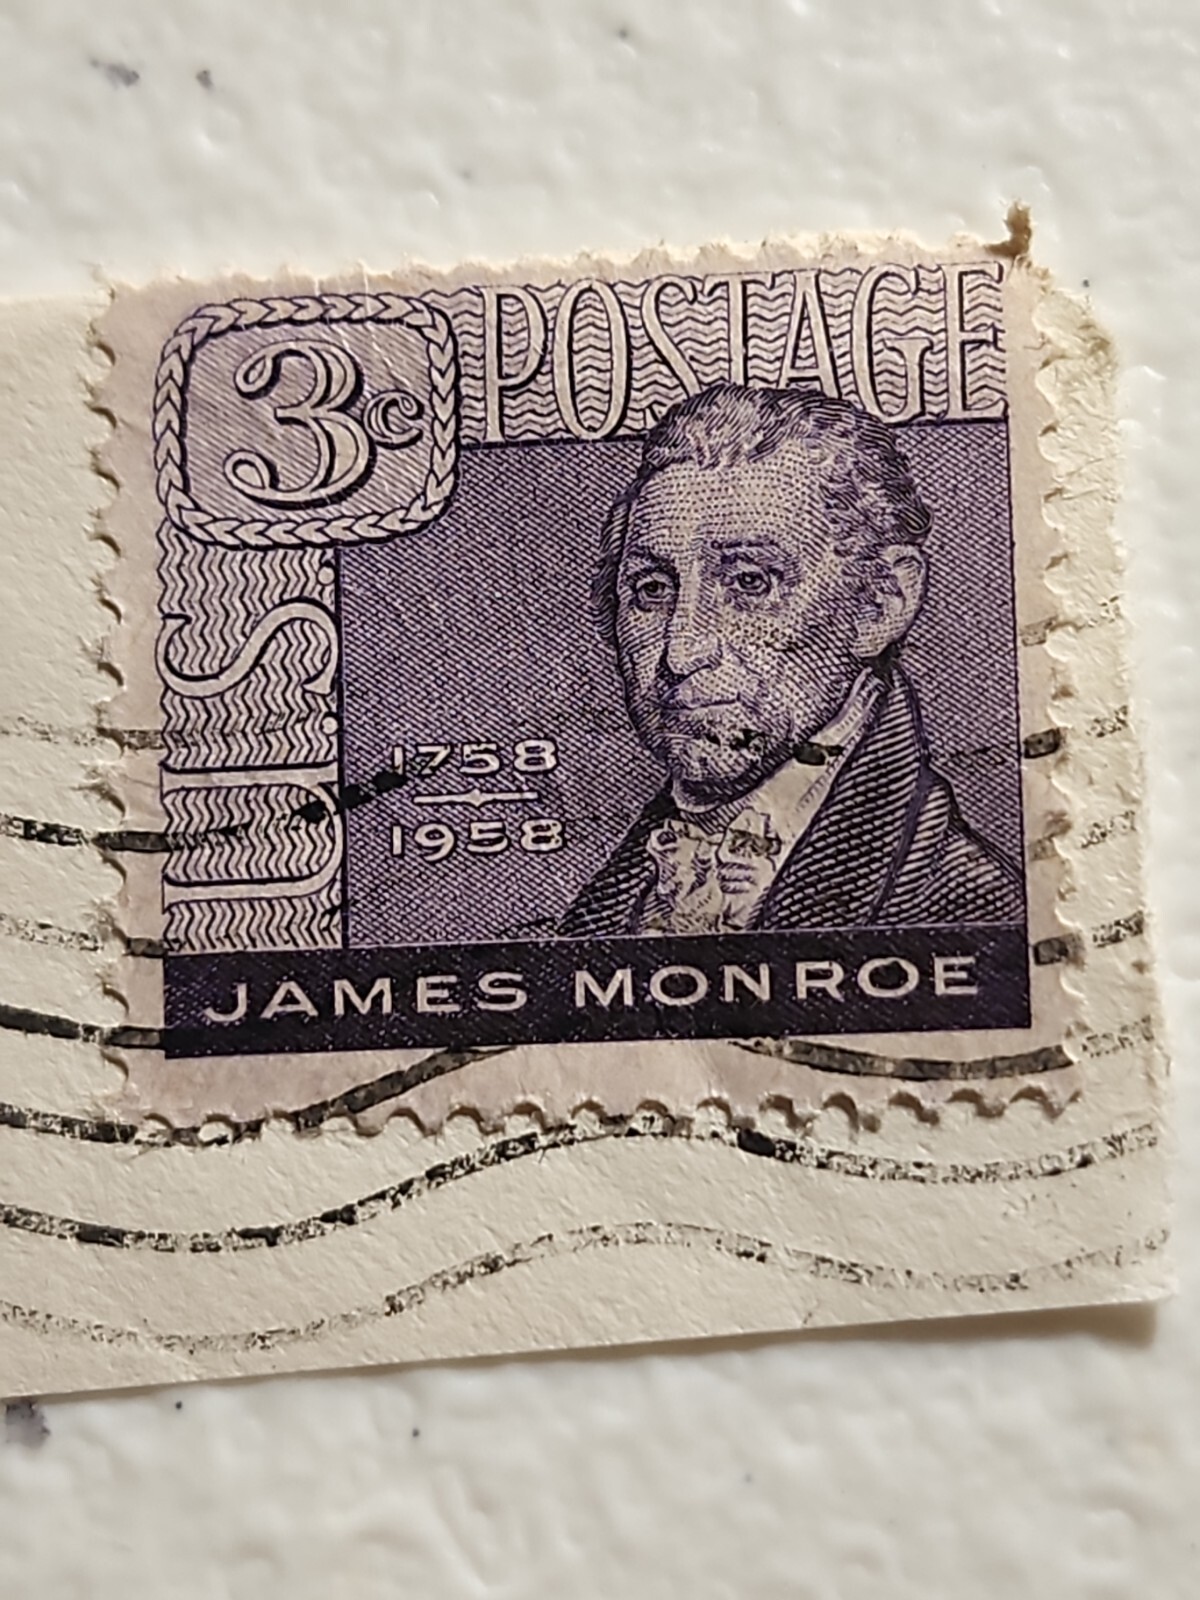 3c POSTAGE
U.S.
1758
1958
JAMES MONROE